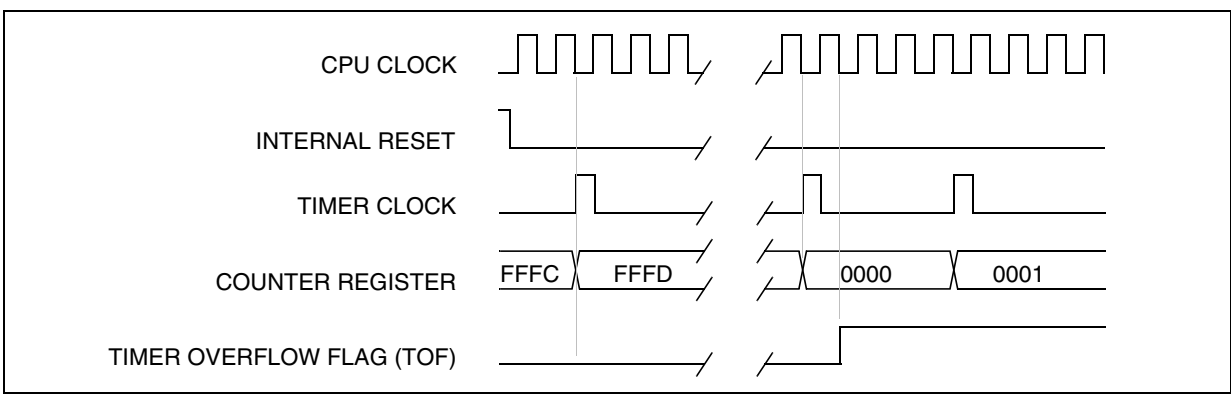 CPU CLOCK
INTERNAL RESET
TIMER CLOCK
COUNTER REGISTER
FFFC
FFFD
0000
0001
TIMER OVERFLOW FLAG (TOF)